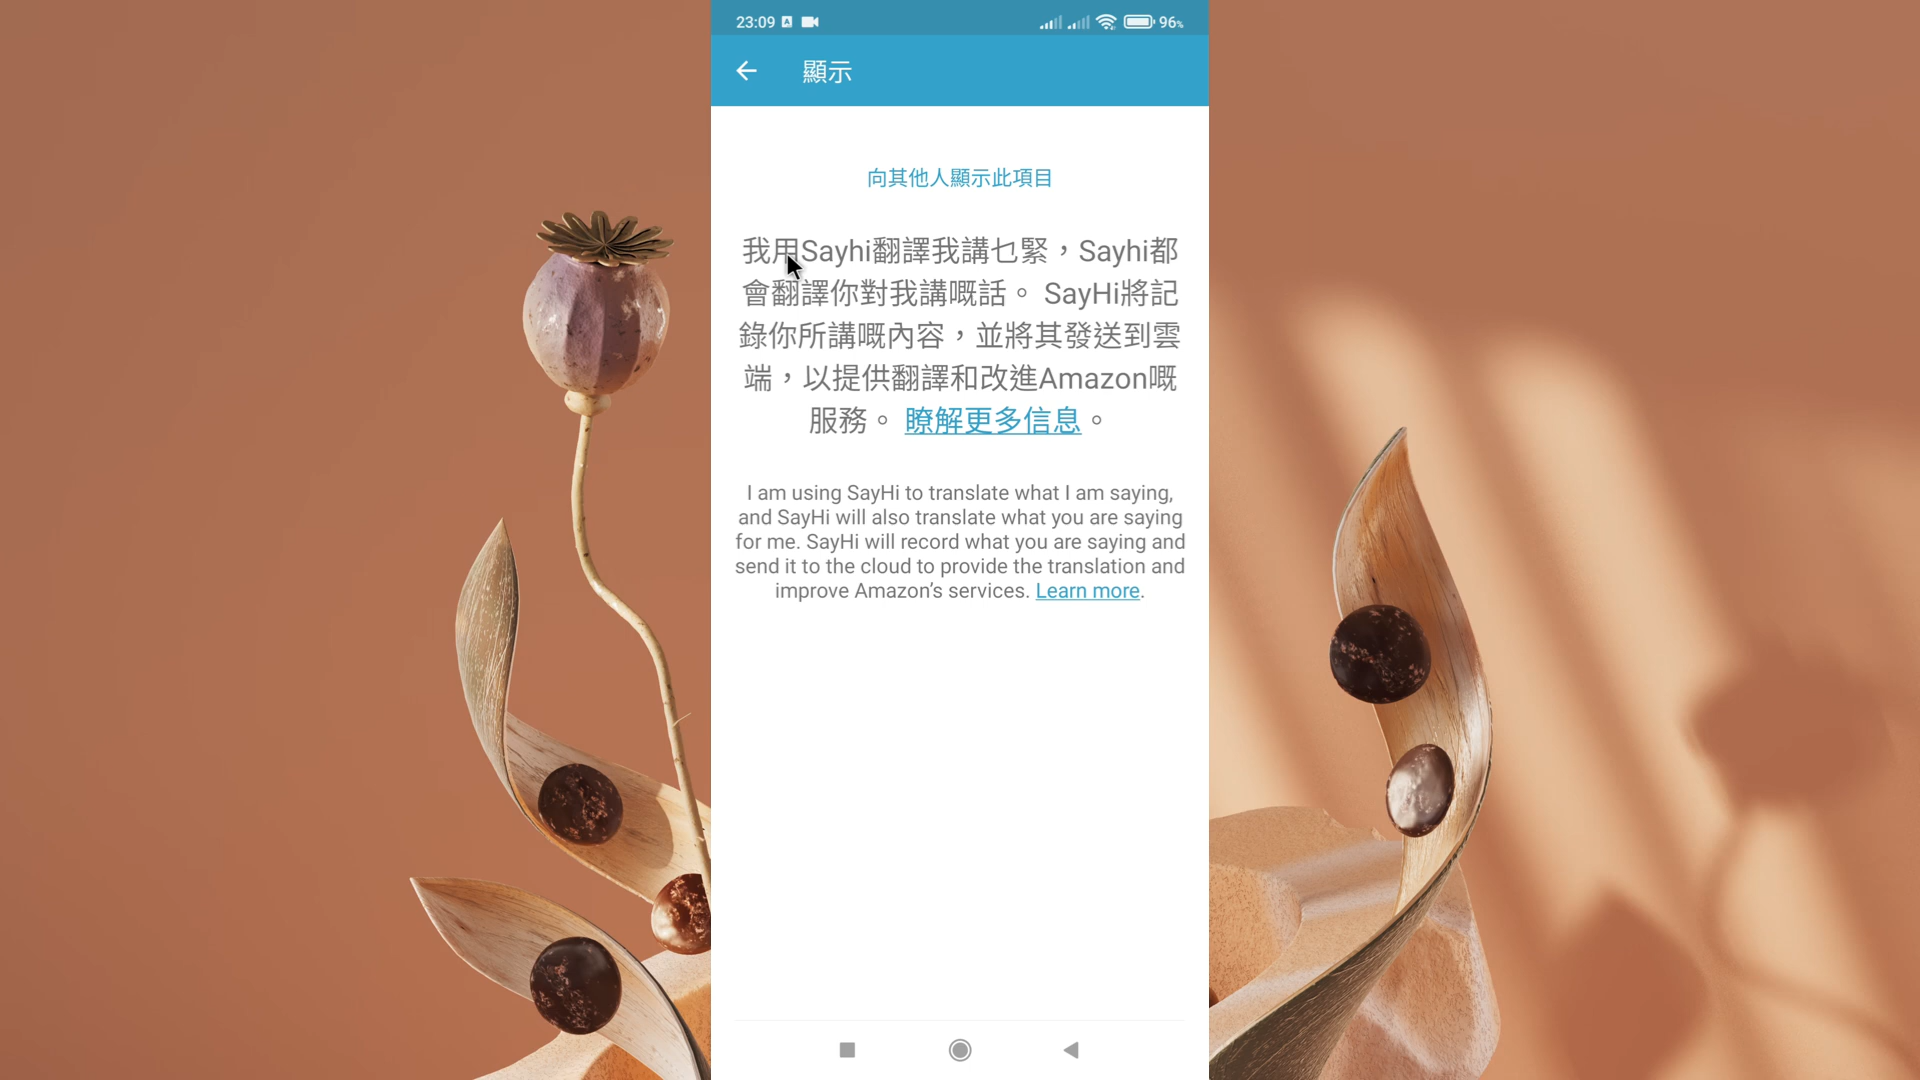 23:09
96%
顯示
向其他人顯示此項目
我用Sayhi翻譯我講乜緊，Sayhi都
會翻譯你對我講嘅話。 SayHi將記
錄你所講嘅內容，並將其發送到雲
端，以提供翻譯和改進Amazon嘅
服務。 瞭解更多信息。
I am using SayHi to translate what I am saying,
and SayHi will also translate what you are saying
for me. SayHi will record what you are saying and
send it to the cloud to provide the translation and
improve Amazon’s services. Learn more.